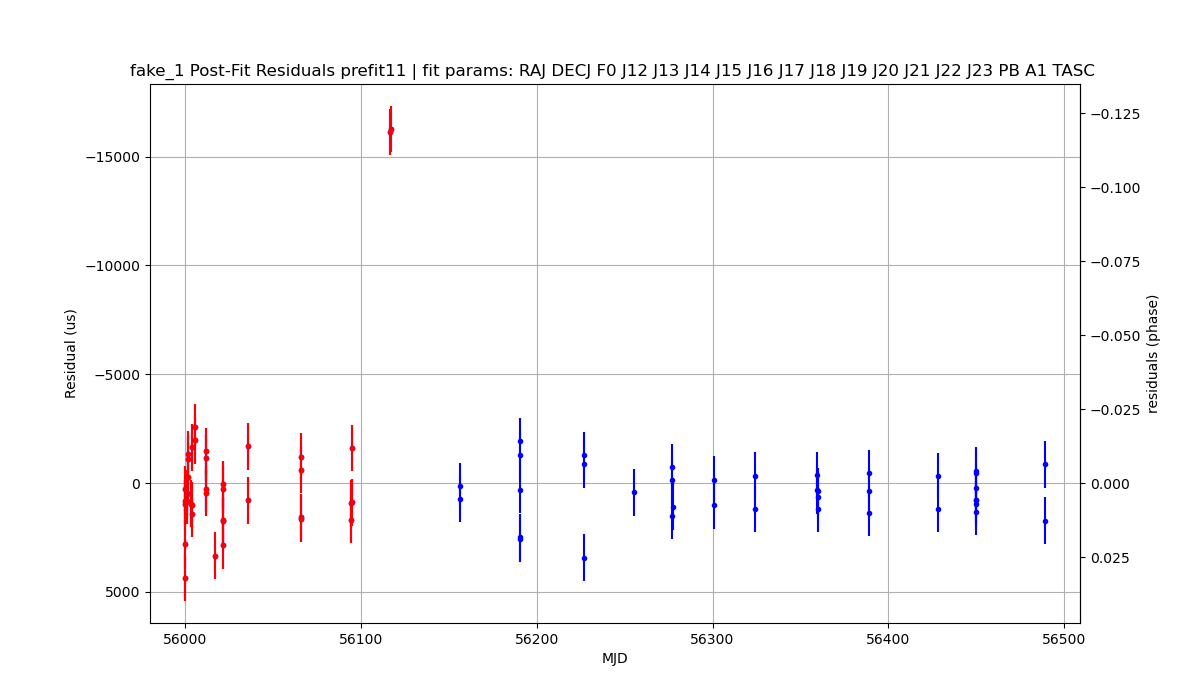 fake_1 Post-Fit Residuals prefit11 | fit params: RAJ DECJ F0 J12 J13 J14 J15 J16 J17 J18 J19 J20 J21 J22 J23 PB A1 TASC
−15000
−10000
−5000
0
5000
Residual (us)
−0.125
−0.100
−0.075
−0.050
−0.025
0.000
0.025
residuals (phase)
56000 56100 56200 56300 56400 56500
MJD